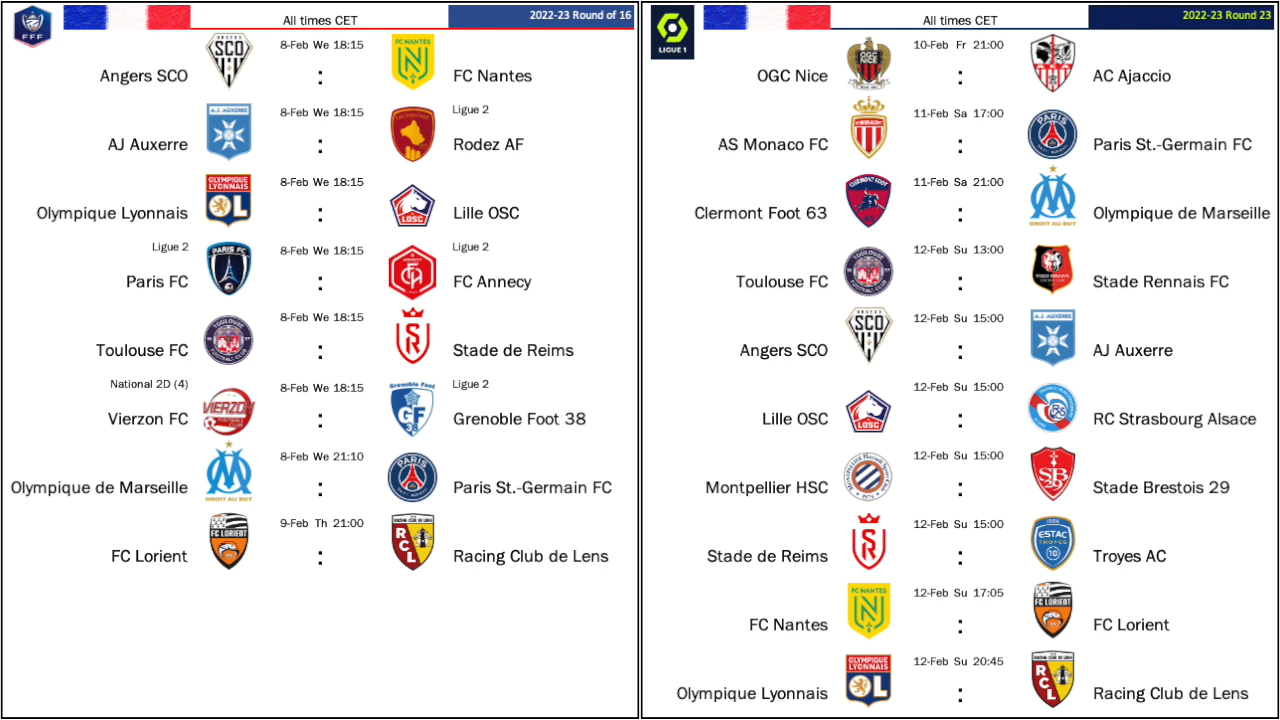 FFF
All times CET
2022-23 Round of 16
8-Feb We 18:15
Angers SCO : FC Nantes
8-Feb We 18:15 Ligue 2
AJ Auxerre : Rodez AF
8-Feb We 18:15
Olympique Lyonnais : Lille OSC
Ligue 2 8-Feb We 18:15 Ligue 2
Paris FC : FC Annecy
8-Feb We 18:15
Toulouse FC : Stade de Reims
National 2D (4) 8-Feb We 18:15 Ligue 2
Vierzon FC : Grenoble Foot 38
8-Feb We 21:10
Olympique de Marseille : Paris St.-Germain FC
9-Feb Th 21:00
FC Lorient : Racing Club de Lens
LIGUE 1
All times CET
2022-23 Round 23
10-Feb Fr 21:00
OGC Nice : AC Ajaccio
11-Feb Sa 17:00
AS Monaco FC : Paris St.-Germain FC
11-Feb Sa 21:00
Clermont Foot 63 : Olympique de Marseille
12-Feb Su 13:00
Toulouse FC : Stade Rennais FC
12-Feb Su 15:00
Angers SCO : AJ Auxerre
12-Feb Su 15:00
Lille OSC : RC Strasbourg Alsace
12-Feb Su 15:00
Montpellier HSC : Stade Brestois 29
12-Feb Su 15:00
Stade de Reims : Troyes AC
12-Feb Su 17:05
FC Nantes : FC Lorient
12-Feb Su 20:45
Olympique Lyonnais : Racing Club de Lens